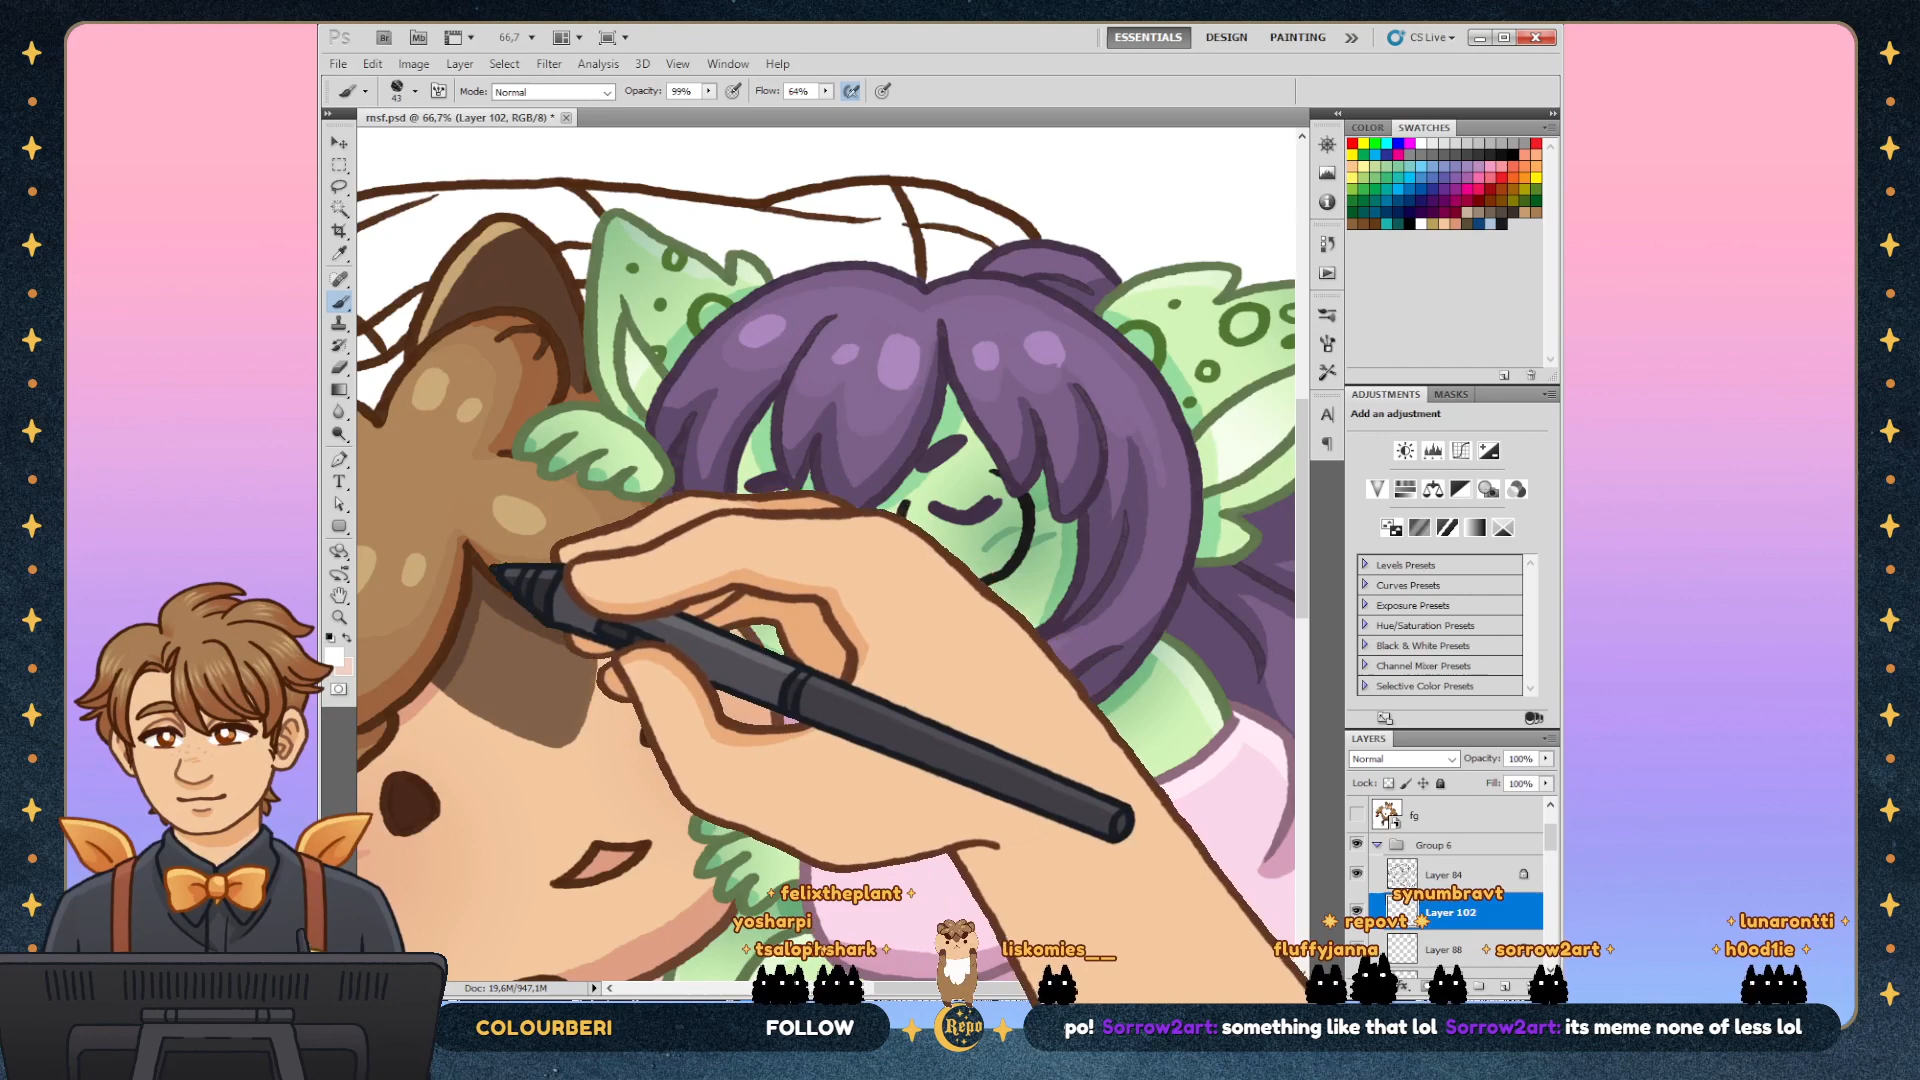 Ps Br Mb 66,7 ESSENTIALS DESIGN PAINTING CS Live
File Edit Image Layer Select Filter Analysis 3D View Window Help
43 Mode: Normal Opacity: 99% Flow: 64%
rnsf.psd @ 66,7% (Layer 102, RGB/8) *
COLOR SWATCHES
ADJUSTMENTS MASKS
Add an adjustment
Levels Presets
Curves Presets
Exposure Presets
Hue/Saturation Presets
Black & White Presets
Channel Mixer Presets
Selective Color Presets
LAYERS
Normal Opacity: 100%
Lock: Fill: 100%
fg
Group 6
Layer 84
Layer 102
Layer 88
felixtheplant
synumbravt
yosharpi
repovt
lunarontti
tsalophshark
liskomies__
fluffyjanna
sorrow2art
h0od1ie
Doc: 19,6M/947,1M
COLOURBERI FOLLOW
Repo
po! Sorrow2art: something like that lol Sorrow2art: its meme none of less lol